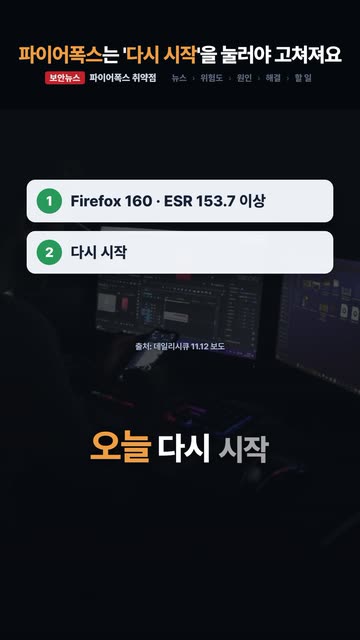 파이어폭스는 '다시 시작'을 눌러야 고쳐져요
보안뉴스 파이어폭스 취약점 뉴스 › 위험도 › 원인 › 해결 › 할 일
1 Firefox 160 · ESR 153.7 이상
2 다시 시작
출처: 데일리시큐 11.12 보도
오늘 다시 시작